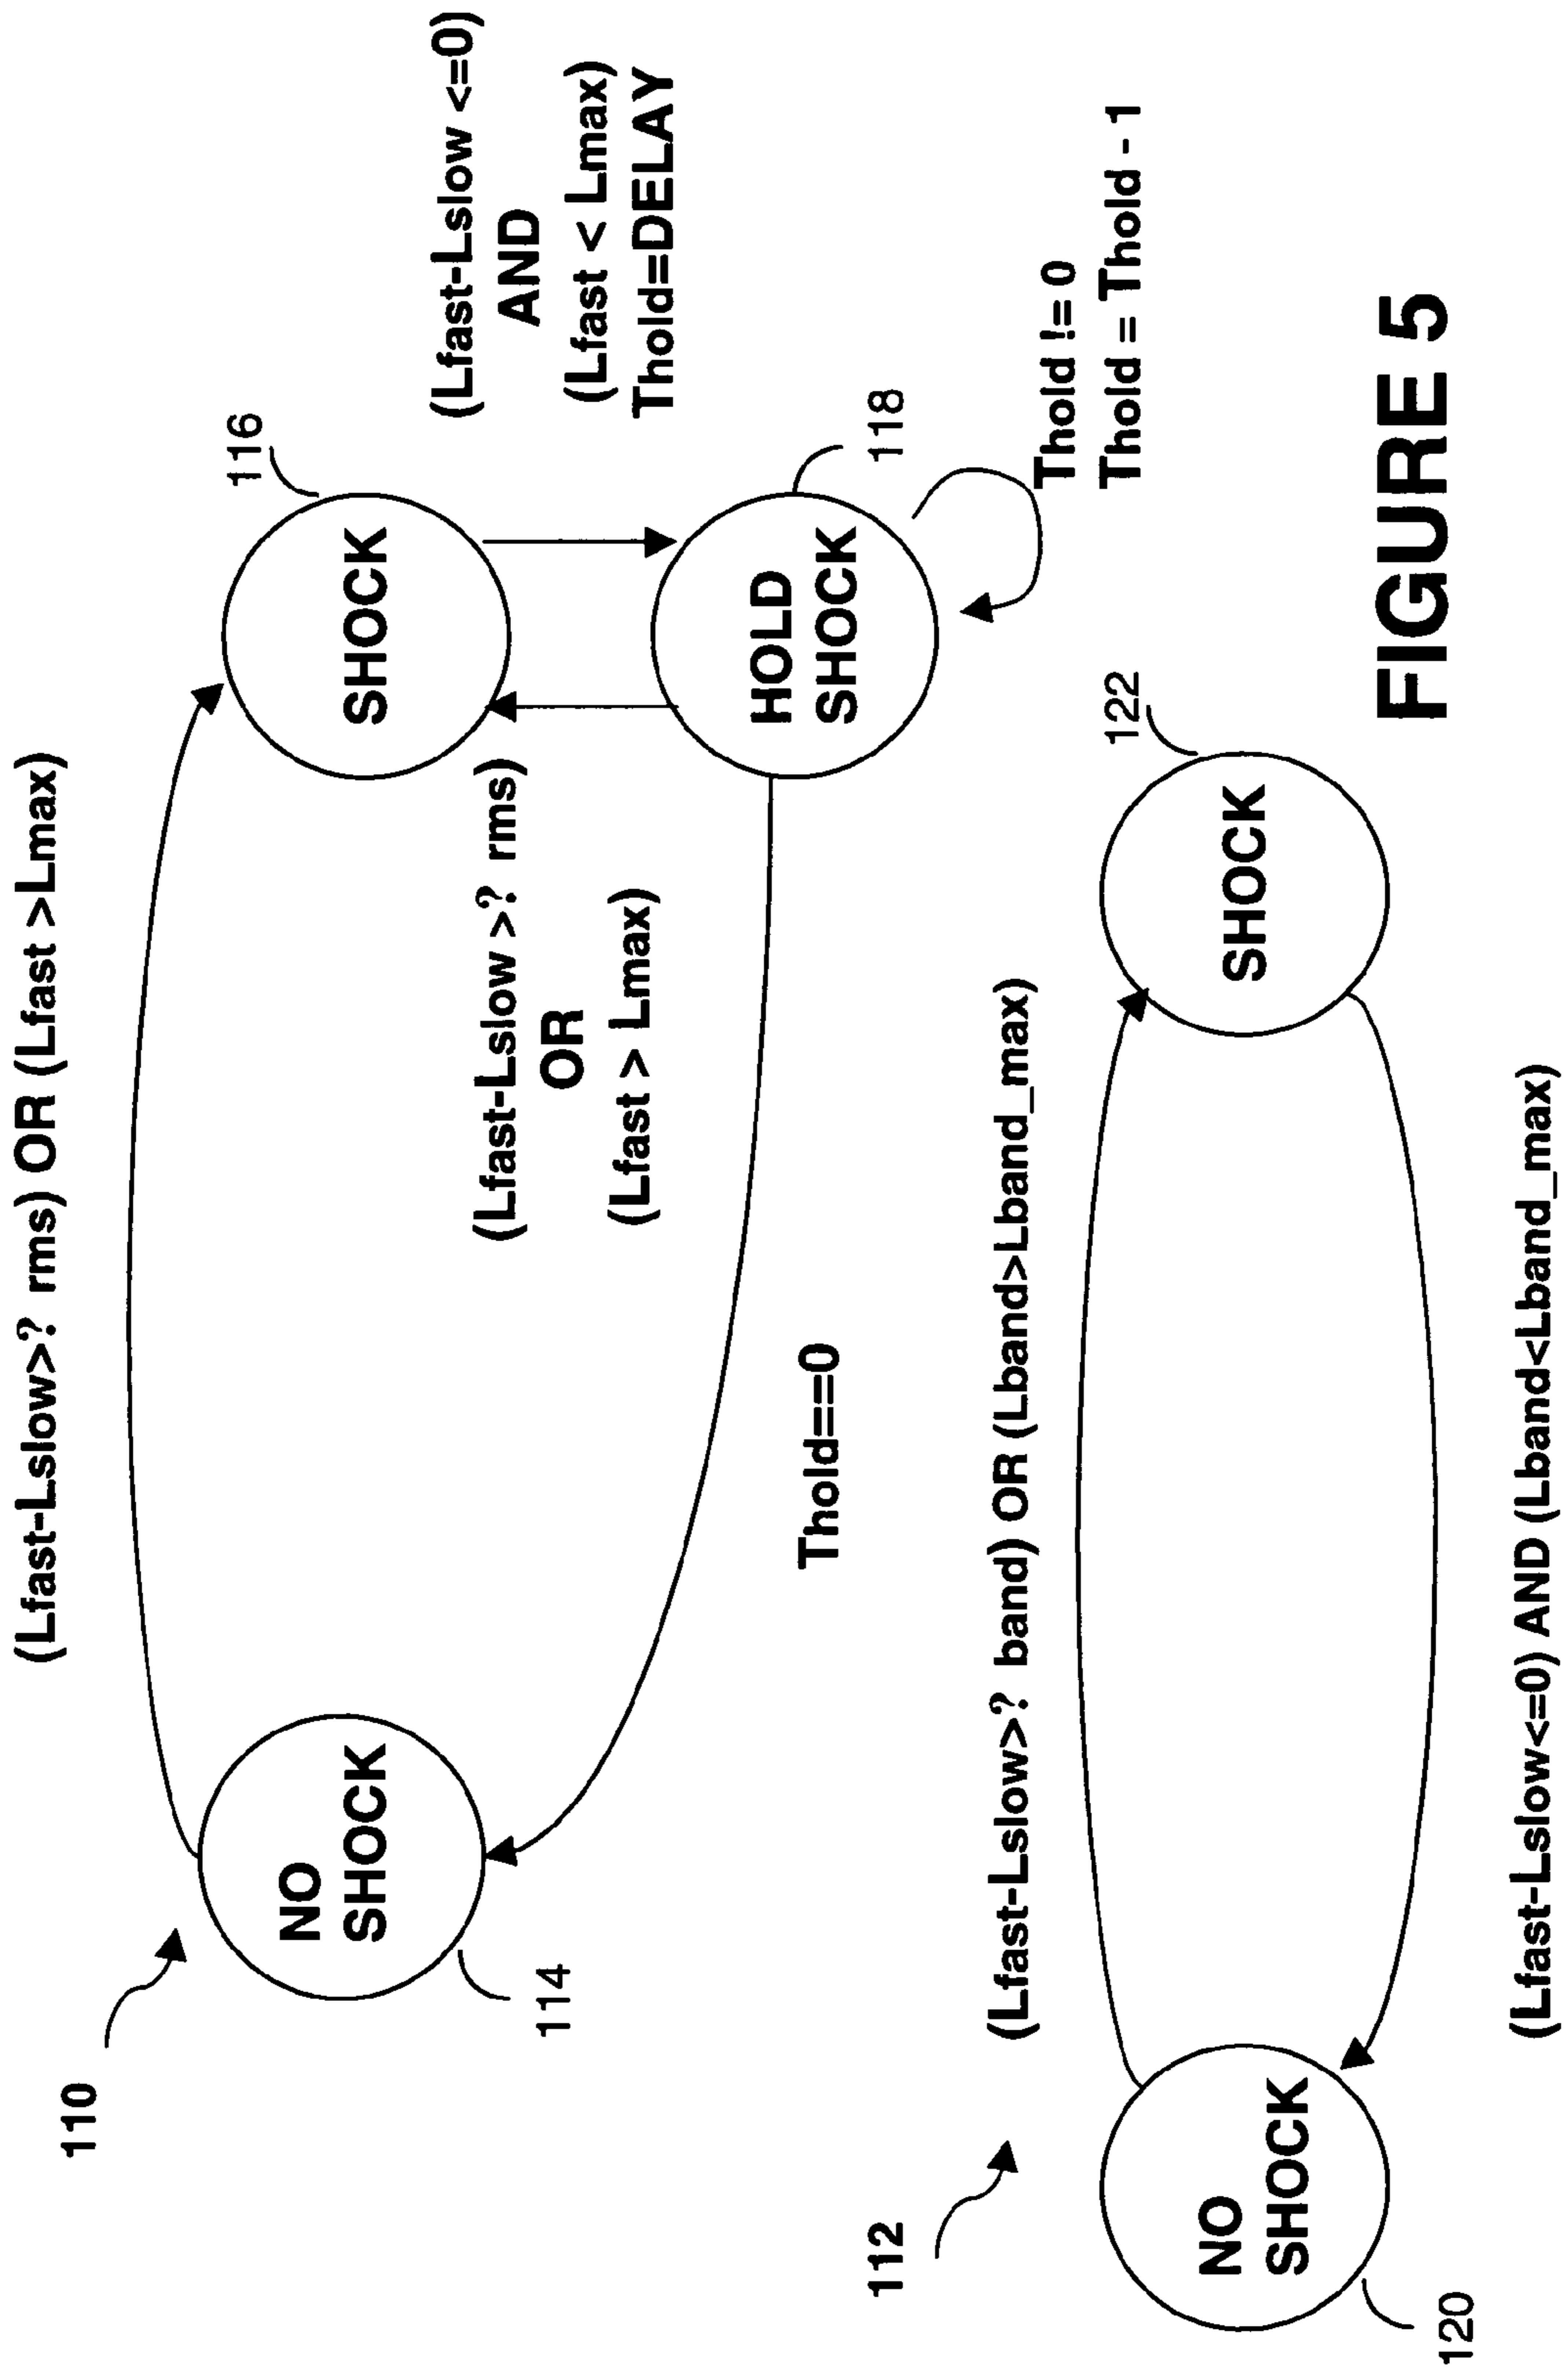 (Lfast-Lslow>? rms) OR (Lfast >Lmax)
110
NO
SHOCK
114
116
SHOCK
(Lfast-Lslow <=0)
AND
(Lfast < Lmax)
Thold=DELAY
(Lfast-Lslow >? rms)
OR
(Lfast > Lmax)
HOLD
SHOCK
118
Thold != 0
Thold = Thold - 1
Thold==0
112
(Lfast-Lslow>? band) OR (Lband>Lband_max)
NO
SHOCK
120
122
SHOCK
(Lfast-Lslow<=0) AND (Lband<Lband_max)
FIGURE 5